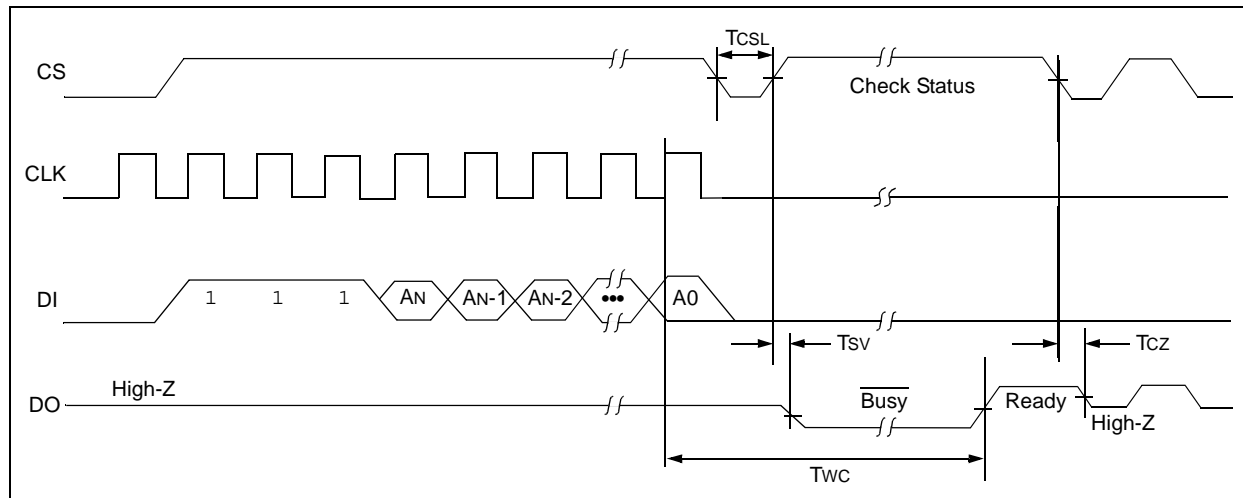 TCSL
CS
Check Status
CLK
DI
1 1 1 AN AN-1 AN-2 ••• A0
TSV
TCZ
High-Z
DO
Busy
Ready
High-Z
TWC